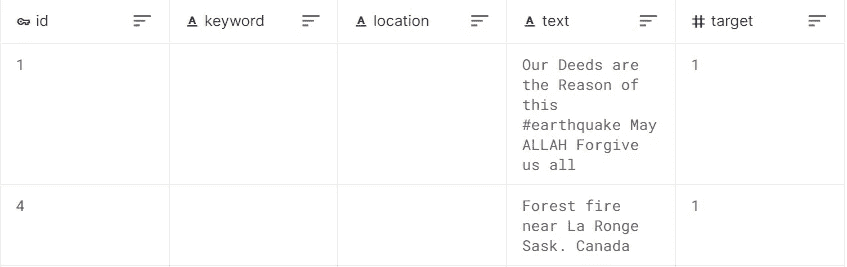 id keyword location text target
1 Our Deeds are 1
the Reason of
this
#earthquake May
ALLAH Forgive
us all
4 Forest fire 1
near La Ronge
Sask. Canada